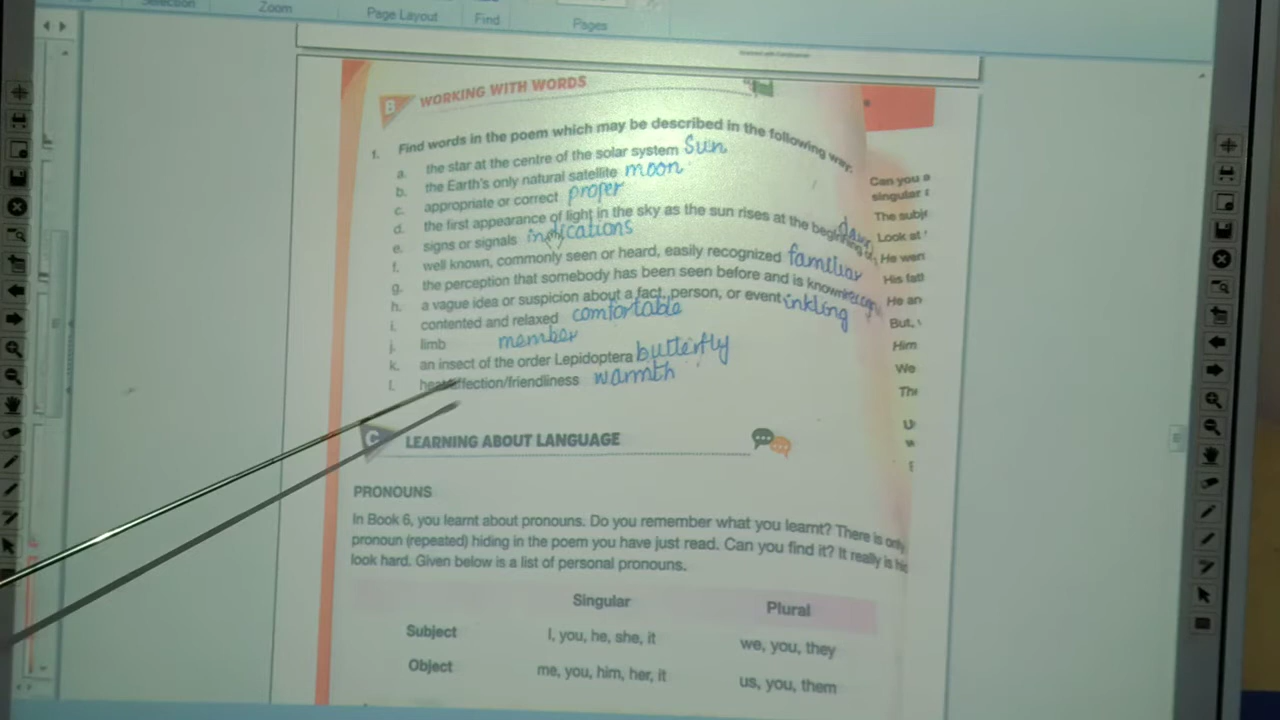 Selection
Zoom
Page Layout
Find
Pages
B WORKING WITH WORDS
1. Find words in the poem which may be described in the following way.
a. the star at the centre of the solar system Sun
b. the Earth's only natural satellite moon
c. appropriate or correct proper
d. the first appearance of light in the sky as the sun rises at the beginning of dawn
e. signs or signals indications
f. well known, commonly seen or heard, easily recognized familiar
g. the perception that somebody has been seen before and is known
h. a vague idea or suspicion about a fact, person, or event inkling
i. contented and relaxed comfortable
j. limb member
k. an insect of the order Lepidoptera butterfly
l. heat/affection/friendliness warmth
C LEARNING ABOUT LANGUAGE
PRONOUNS
In Book 6, you learnt about pronouns. Do you remember what you learnt? There is only
pronoun (repeated) hiding in the poem you have just read. Can you find it? It really is
look hard. Given below is a list of personal pronouns.
Singular Plural
Subject I, you, he, she, it we, you, they
Object me, you, him, her, it us, you, them
Can you
singular
The subj
Look at
He wen
His fath
He an
But,
Him
We
The